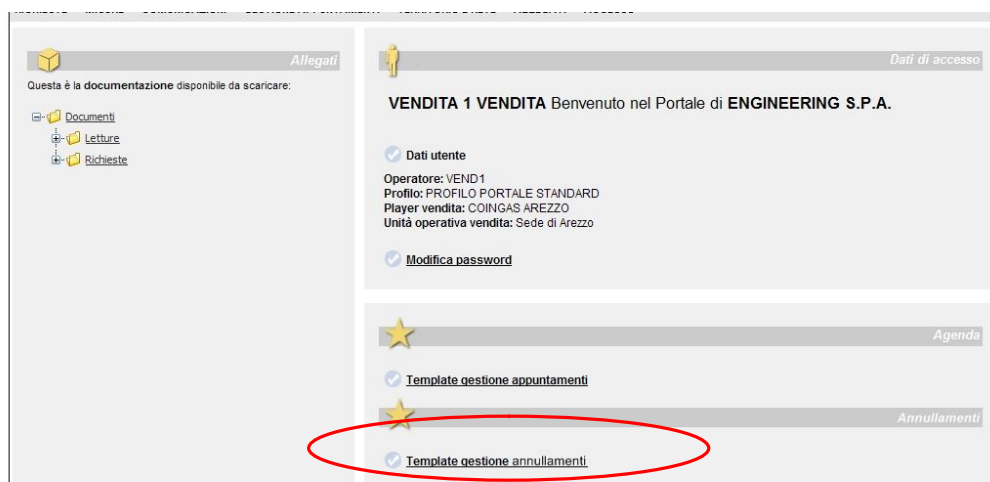 Allegati
Questa è la documentazione disponibile da scaricare:
Documenti
Letture
Richieste
Dati di accesso
VENDITA 1 VENDITA Benvenuto nel Portale di ENGINEERING S.P.A.
Dati utente
Operatore: VEND1
Profilo: PROFILO PORTALE STANDARD
Player vendita: COINGAS AREZZO
Unità operativa vendita: Sede di Arezzo
Modifica password
Agenda
Template gestione appuntamenti
Annullamenti
Template gestione annullamenti